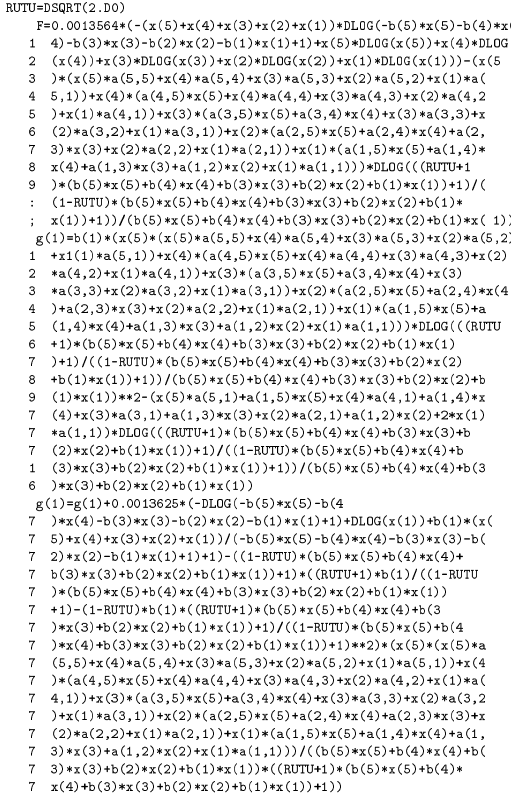 RUTU=DSQRT(2.D0)
F=0.0013564*(-(x(5)+x(4)+x(3)+x(2)+x(1))*DLOG(-b(5)*x(5)-b(4)*x(
1 4)-b(3)*x(3)-b(2)*x(2)-b(1)*x(1)+1)+x(5)*DLOG(x(5))+x(4)*DLOG
2 (x(4))+x(3)*DLOG(x(3))+x(2)*DLOG(x(2))+x(1)*DLOG(x(1)))-(x(5
3 )*(x(5)*a(5,5)+x(4)*a(5,4)+x(3)*a(5,3)+x(2)*a(5,2)+x(1)*a(
4 5,1))+x(4)*(a(4,5)*x(5)+x(4)*a(4,4)+x(3)*a(4,3)+x(2)*a(4,2
5 )+x(1)*a(4,1))+x(3)*(a(3,5)*x(5)+a(3,4)*x(4)+x(3)*a(3,3)+x
6 (2)*a(3,2)+x(1)*a(3,1))+x(2)*(a(2,5)*x(5)+a(2,4)*x(4)+a(2,
7 3)*x(3)+x(2)*a(2,2)+x(1)*a(2,1))+x(1)*(a(1,5)*x(5)+a(1,4)*
8 x(4)+a(1,3)*x(3)+a(1,2)*x(2)+x(1)*a(1,1)))*DLOG(((RUTU+1
9 )*(b(5)*x(5)+b(4)*x(4)+b(3)*x(3)+b(2)*x(2)+b(1)*x(1))+1)/(
: (1-RUTU)*(b(5)*x(5)+b(4)*x(4)+b(3)*x(3)+b(2)*x(2)+b(1)*
; x(1))+1))/(b(5)*x(5)+b(4)*x(4)+b(3)*x(3)+b(2)*x(2)+b(1)*x( 1))
g(1)=b(1)*(x(5)*(x(5)*a(5,5)+x(4)*a(5,4)+x(3)*a(5,3)+x(2)*a(5,2)
1 +x1(1)*a(5,1))+x(4)*(a(4,5)*x(5)+x(4)*a(4,4)+x(3)*a(4,3)+x(2)
2 *a(4,2)+x(1)*a(4,1))+x(3)*(a(3,5)*x(5)+a(3,4)*x(4)+x(3)
3 *a(3,3)+x(2)*a(3,2)+x(1)*a(3,1))+x(2)*(a(2,5)*x(5)+a(2,4)*x(4
4 )+a(2,3)*x(3)+x(2)*a(2,2)+x(1)*a(2,1))+x(1)*(a(1,5)*x(5)+a
5 (1,4)*x(4)+a(1,3)*x(3)+a(1,2)*x(2)+x(1)*a(1,1)))*DLOG(((RUTU
6 +1)*(b(5)*x(5)+b(4)*x(4)+b(3)*x(3)+b(2)*x(2)+b(1)*x(1)
7 )+1)/((1-RUTU)*(b(5)*x(5)+b(4)*x(4)+b(3)*x(3)+b(2)*x(2)
8 +b(1)*x(1))+1))/(b(5)*x(5)+b(4)*x(4)+b(3)*x(3)+b(2)*x(2)+b
9 (1)*x(1))**2-(x(5)*a(5,1)+a(1,5)*x(5)+x(4)*a(4,1)+a(1,4)*x
7 (4)+x(3)*a(3,1)+a(1,3)*x(3)+x(2)*a(2,1)+a(1,2)*x(2)+2*x(1)
7 *a(1,1))*DLOG(((RUTU+1)*(b(5)*x(5)+b(4)*x(4)+b(3)*x(3)+b
7 (2)*x(2)+b(1)*x(1))+1)/((1-RUTU)*(b(5)*x(5)+b(4)*x(4)+b
1 (3)*x(3)+b(2)*x(2)+b(1)*x(1))+1))/(b(5)*x(5)+b(4)*x(4)+b(3
6 )*x(3)+b(2)*x(2)+b(1)*x(1))
g(1)=g(1)+0.0013625*(-DLOG(-b(5)*x(5)-b(4
7 )*x(4)-b(3)*x(3)-b(2)*x(2)-b(1)*x(1)+1)+DLOG(x(1))+b(1)*(x(
7 5)+x(4)+x(3)+x(2)+x(1))/(-b(5)*x(5)-b(4)*x(4)-b(3)*x(3)-b(
7 2)*x(2)-b(1)*x(1)+1)+1)-((1-RUTU)*(b(5)*x(5)+b(4)*x(4)+
7 b(3)*x(3)+b(2)*x(2)+b(1)*x(1))+1)*((RUTU+1)*b(1)/((1-RUTU
7 )*(b(5)*x(5)+b(4)*x(4)+b(3)*x(3)+b(2)*x(2)+b(1)*x(1))
7 +1)-(1-RUTU)*b(1)*((RUTU+1)*(b(5)*x(5)+b(4)*x(4)+b(3
7 )*x(3)+b(2)*x(2)+b(1)*x(1))+1)/((1-RUTU)*(b(5)*x(5)+b(4
7 )*x(4)+b(3)*x(3)+b(2)*x(2)+b(1)*x(1))+1)**2)*(x(5)*(x(5)*a
7 (5,5)+x(4)*a(5,4)+x(3)*a(5,3)+x(2)*a(5,2)+x(1)*a(5,1))+x(4
7 )*(a(4,5)*x(5)+x(4)*a(4,4)+x(3)*a(4,3)+x(2)*a(4,2)+x(1)*a(
7 4,1))+x(3)*(a(3,5)*x(5)+a(3,4)*x(4)+x(3)*a(3,3)+x(2)*a(3,2
7 )+x(1)*a(3,1))+x(2)*(a(2,5)*x(5)+a(2,4)*x(4)+a(2,3)*x(3)+x
7 (2)*a(2,2)+x(1)*a(2,1))+x(1)*(a(1,5)*x(5)+a(1,4)*x(4)+a(1,
7 3)*x(3)+a(1,2)*x(2)+x(1)*a(1,1)))/((b(5)*x(5)+b(4)*x(4)+b(
7 3)*x(3)+b(2)*x(2)+b(1)*x(1))*((RUTU+1)*(b(5)*x(5)+b(4)*
7 x(4)+b(3)*x(3)+b(2)*x(2)+b(1)*x(1))+1))